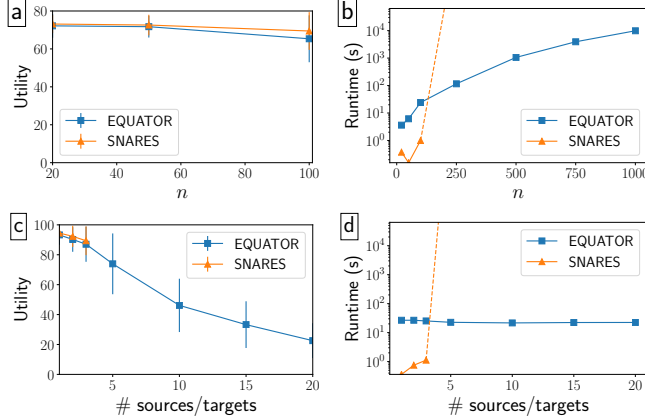 a
80
60
40
20
0
Utility
EQUATOR
SNARES
20
40
60
80
100
n
b
10^4
10^3
10^2
10^1
10^0
Runtime (s)
EQUATOR
SNARES
0
250
500
750
1000
n
c
100
80
60
40
20
0
Utility
EQUATOR
SNARES
5
10
15
20
# sources/targets
d
10^4
10^3
10^2
10^1
10^0
Runtime (s)
EQUATOR
SNARES
5
10
15
20
# sources/targets